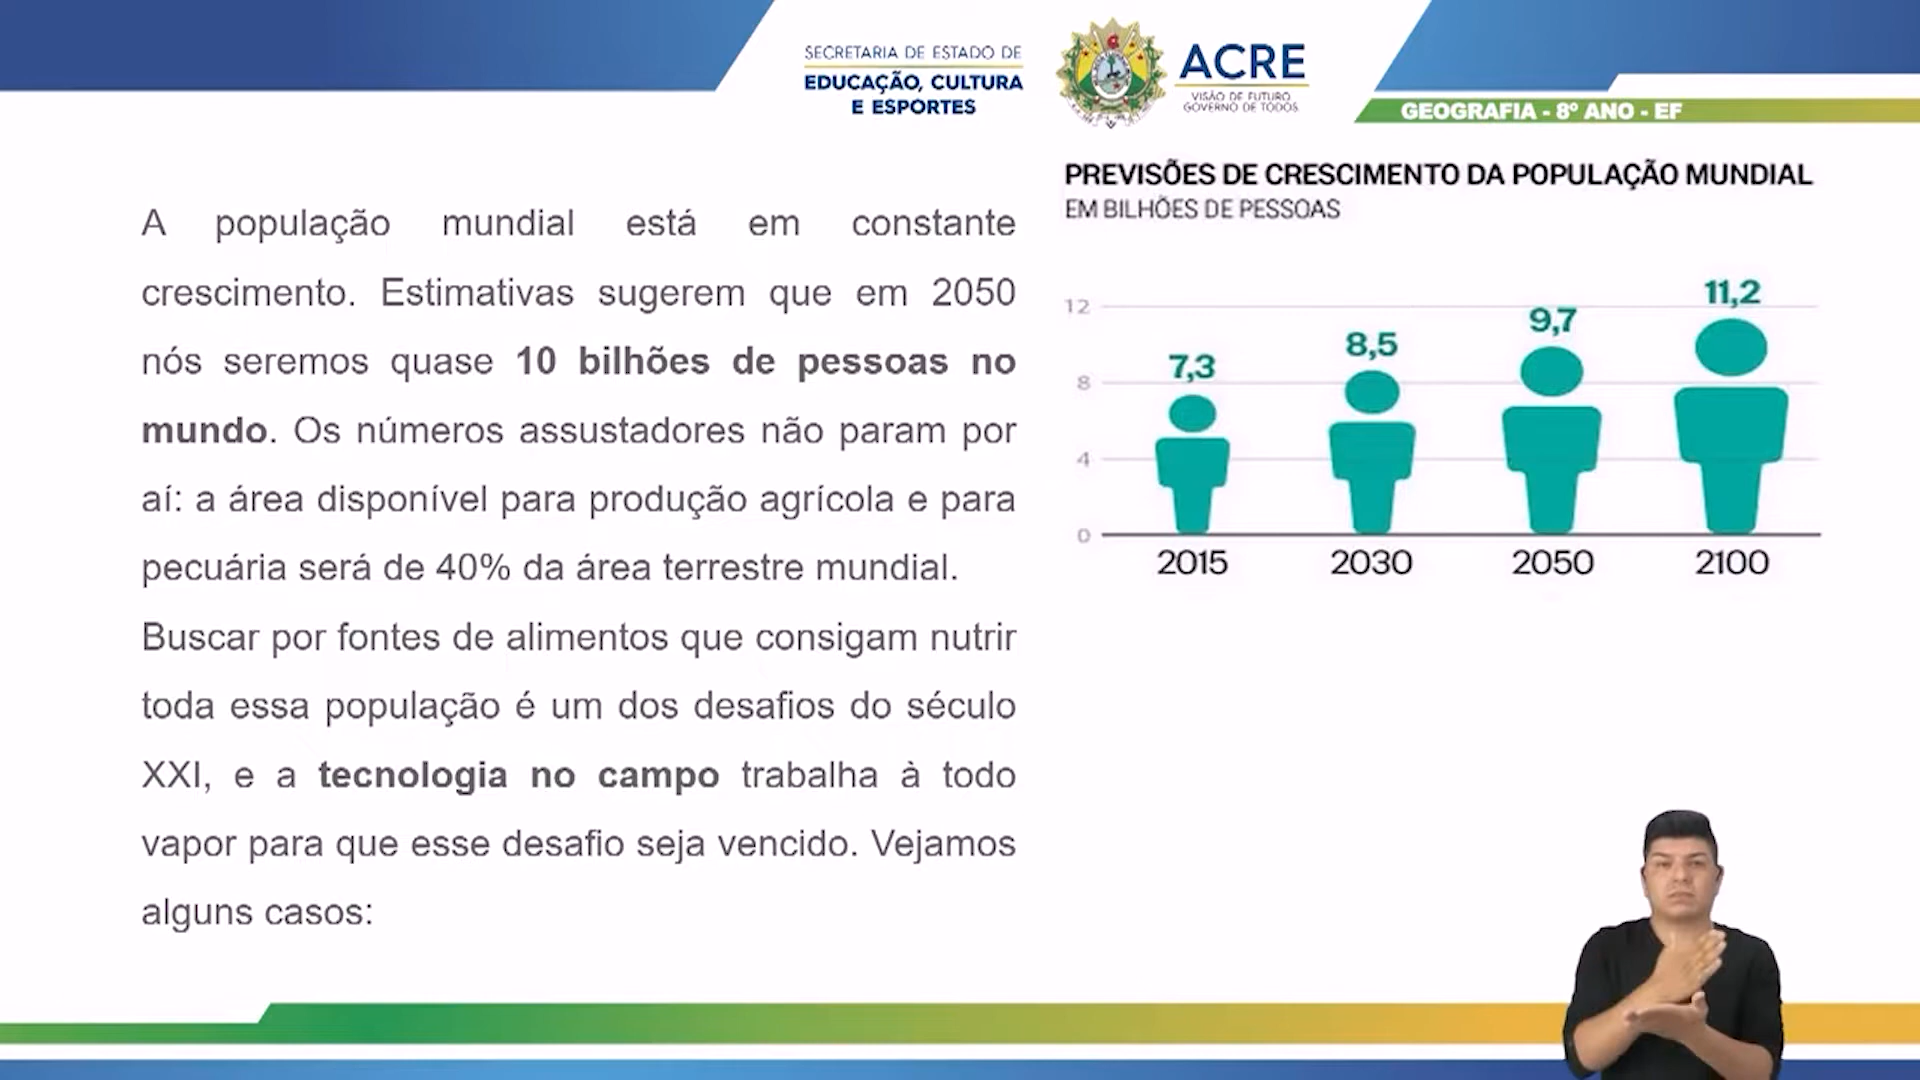 SECRETARIA DE ESTADO DE
EDUCAÇÃO, CULTURA
E ESPORTES
ACRE
VISÃO DE FUTURO
GOVERNO DE TODOS
GEOGRAFIA - 8º ANO - EF
A população mundial está em constante
crescimento. Estimativas sugerem que em 2050
nós seremos quase 10 bilhões de pessoas no
mundo. Os números assustadores não param por
aí: a área disponível para produção agrícola e para
pecuária será de 40% da área terrestre mundial.
Buscar por fontes de alimentos que consigam nutrir
toda essa população é um dos desafios do século
XXI, e a tecnologia no campo trabalha à todo
vapor para que esse desafio seja vencido. Vejamos
alguns casos:
PREVISÕES DE CRESCIMENTO DA POPULAÇÃO MUNDIAL
EM BILHÕES DE PESSOAS
12
8
4
0
7,3
8,5
9,7
11,2
2015 2030 2050 2100